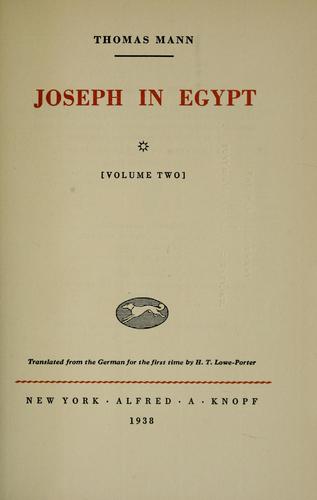 THOMAS MANN
JOSEPH IN EGYPT
[VOLUME TWO]
Translated from the German for the first time by H. T. Lowe-Porter
NEW YORK · ALFRED · A · KNOPF
1938